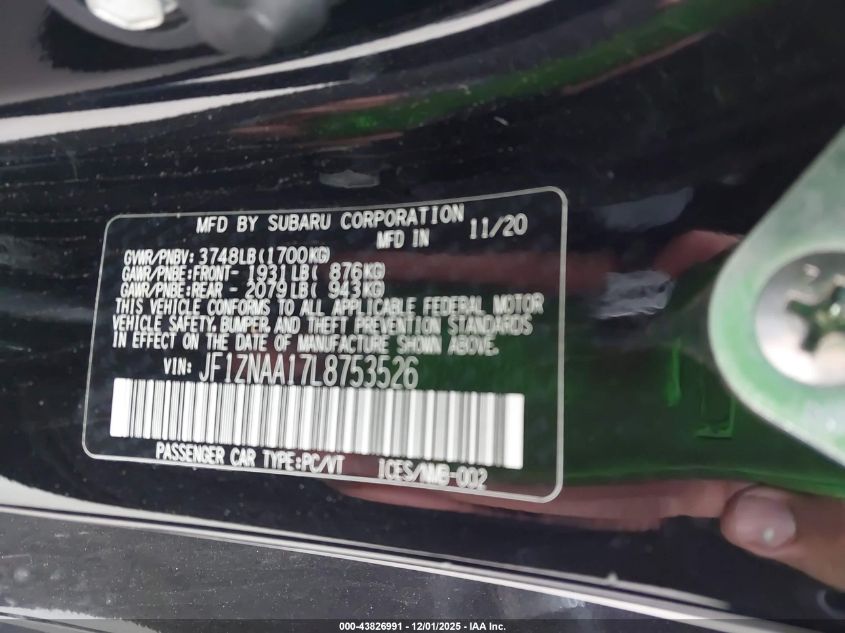 MFD BY SUBARU CORPORATION
MFD IN 11/20
GVWR/PNBV: 3748LB(1700KG)
GAWR/PNBE:FRONT- 1931LB( 876KG)
GAWR/PNBE:REAR - 2079LB( 943KG)
THIS VEHICLE CONFORMS TO ALL APPLICABLE FEDERAL MOTOR
VEHICLE SAFETY, BUMPER, AND THEFT PREVENTION STANDARDS
IN EFFECT ON THE DATE OF MANUFACTURE SHOWN ABOVE.
VIN: JF1ZNAA17L8753526
PASSENGER CAR TYPE:PC/VT ICES/NMB-002
000-43826991 - 12/01/2025 - IAA Inc.